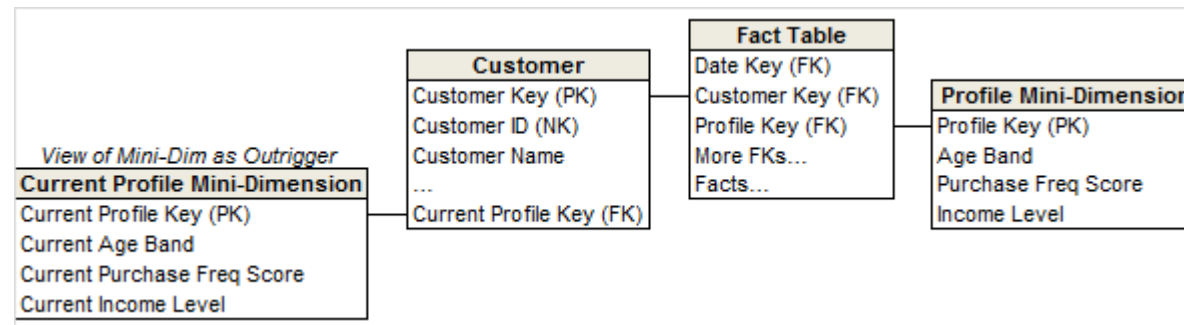 View of Mini-Dim as Outrigger
Current Profile Mini-Dimension
Current Profile Key (PK)
Current Age Band
Current Purchase Freq Score
Current Income Level
Customer
Customer Key (PK)
Customer ID (NK)
Customer Name
...
Current Profile Key (FK)
Fact Table
Date Key (FK)
Customer Key (FK)
Profile Key (FK)
More FKs...
Facts...
Profile Mini-Dimension
Profile Key (PK)
Age Band
Purchase Freq Score
Income Level